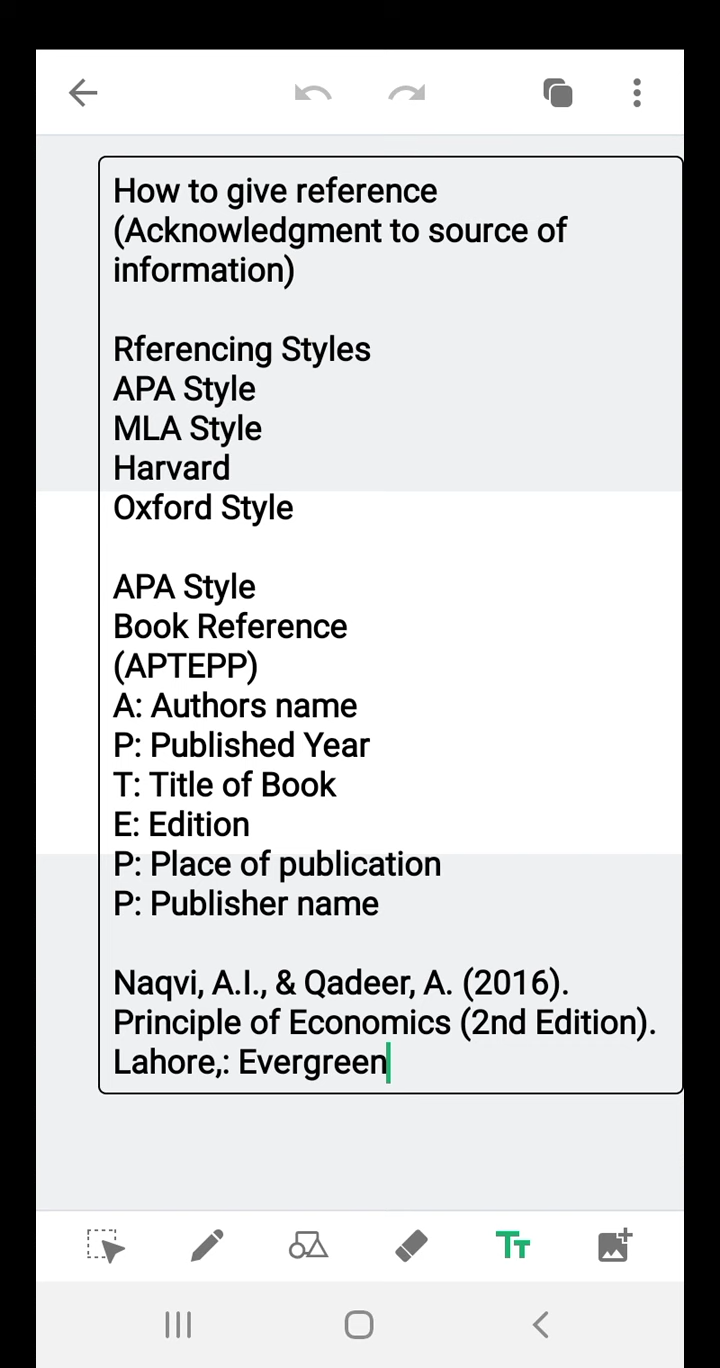 How to give reference
(Acknowledgment to source of
information)
Rferencing Styles
APA Style
MLA Style
Harvard
Oxford Style
APA Style
Book Reference
(APTEPP)
A: Authors name
P: Published Year
T: Title of Book
E: Edition
P: Place of publication
P: Publisher name
Naqvi, A.I., & Qadeer, A. (2016).
Principle of Economics (2nd Edition).
Lahore,: Evergreen
TT